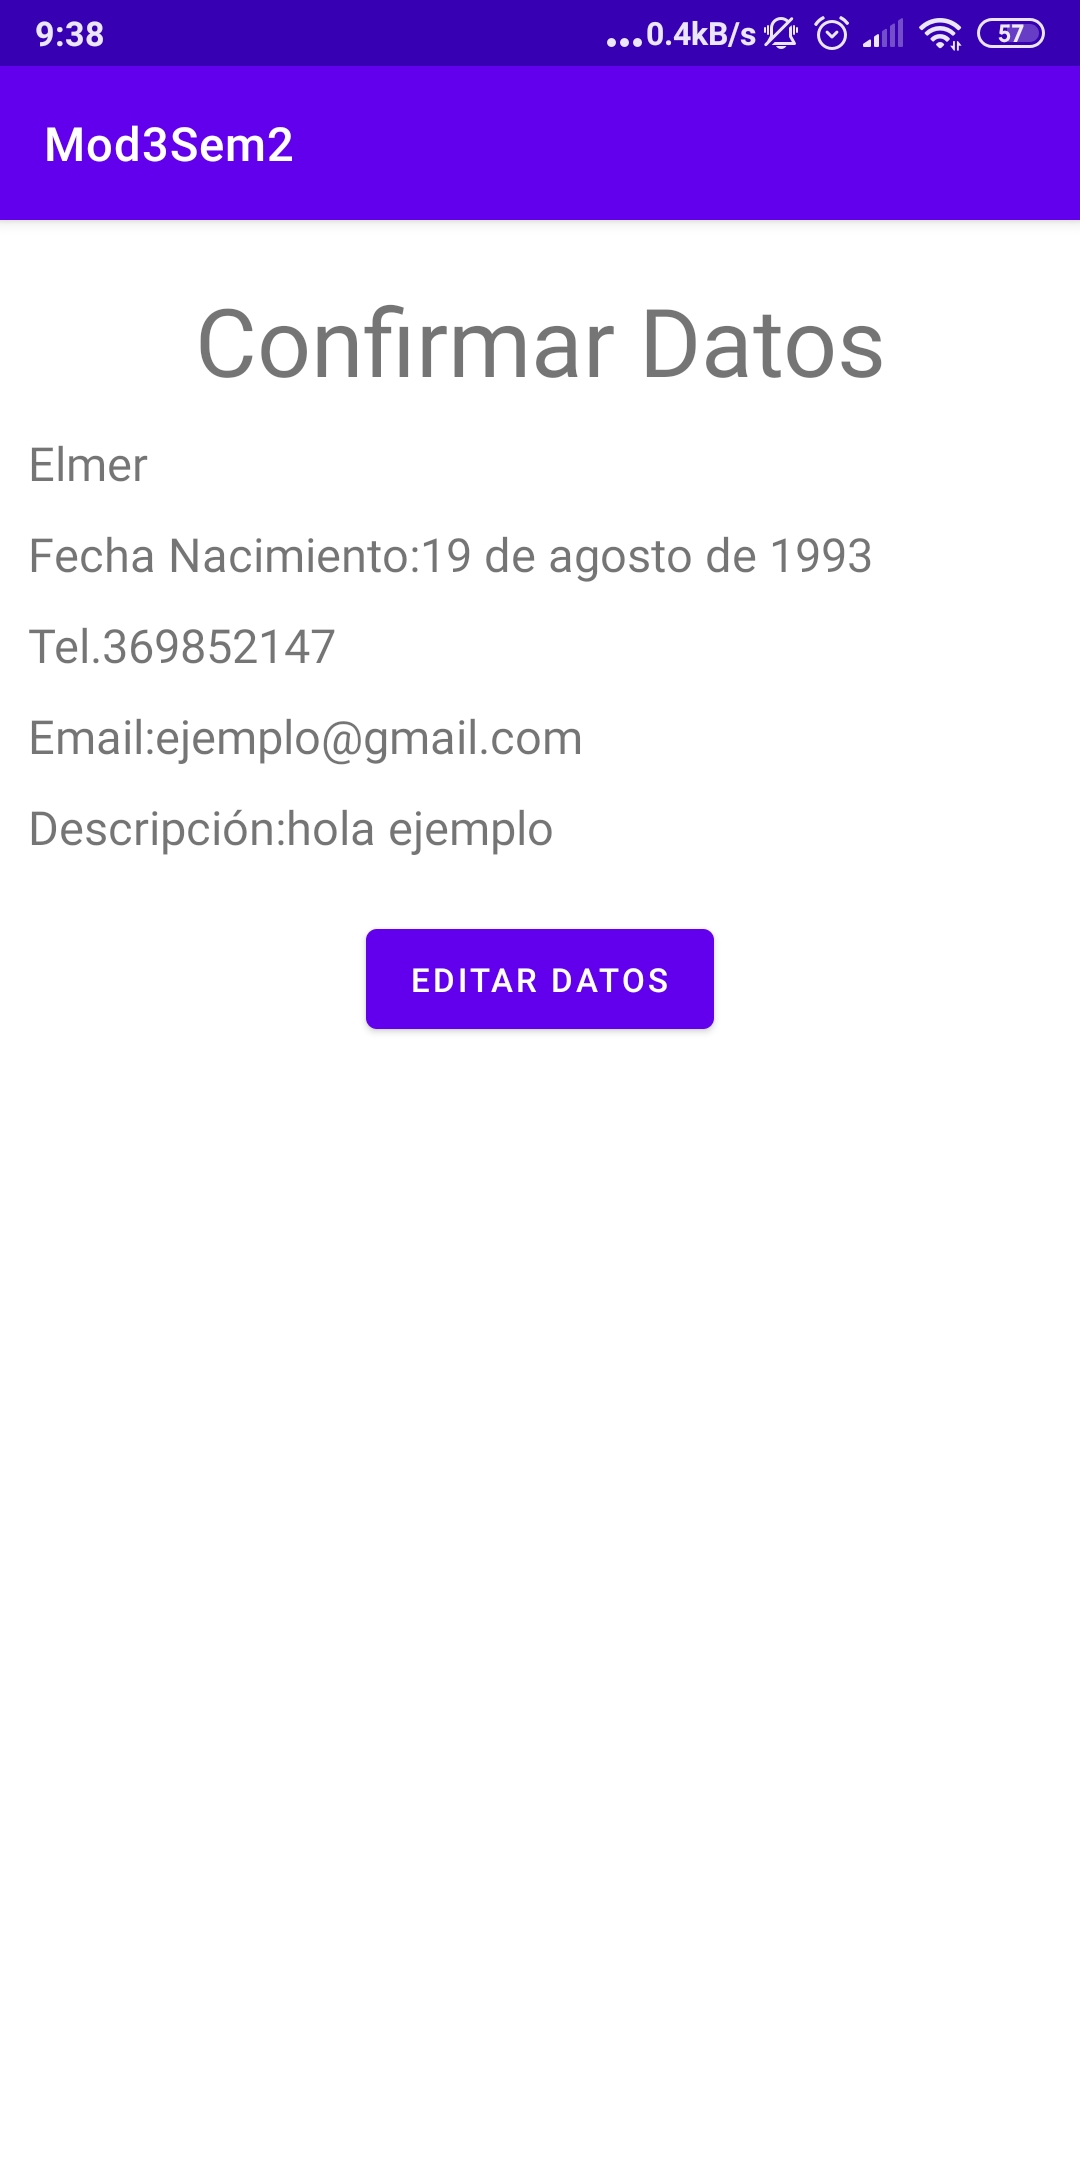 9:38
...0.4kB/s
57
Mod3Sem2
Confirmar Datos
Elmer
Fecha Nacimiento:19 de agosto de 1993
Tel.369852147
Email:ejemplo@gmail.com
Descripción:hola ejemplo
EDITAR DATOS